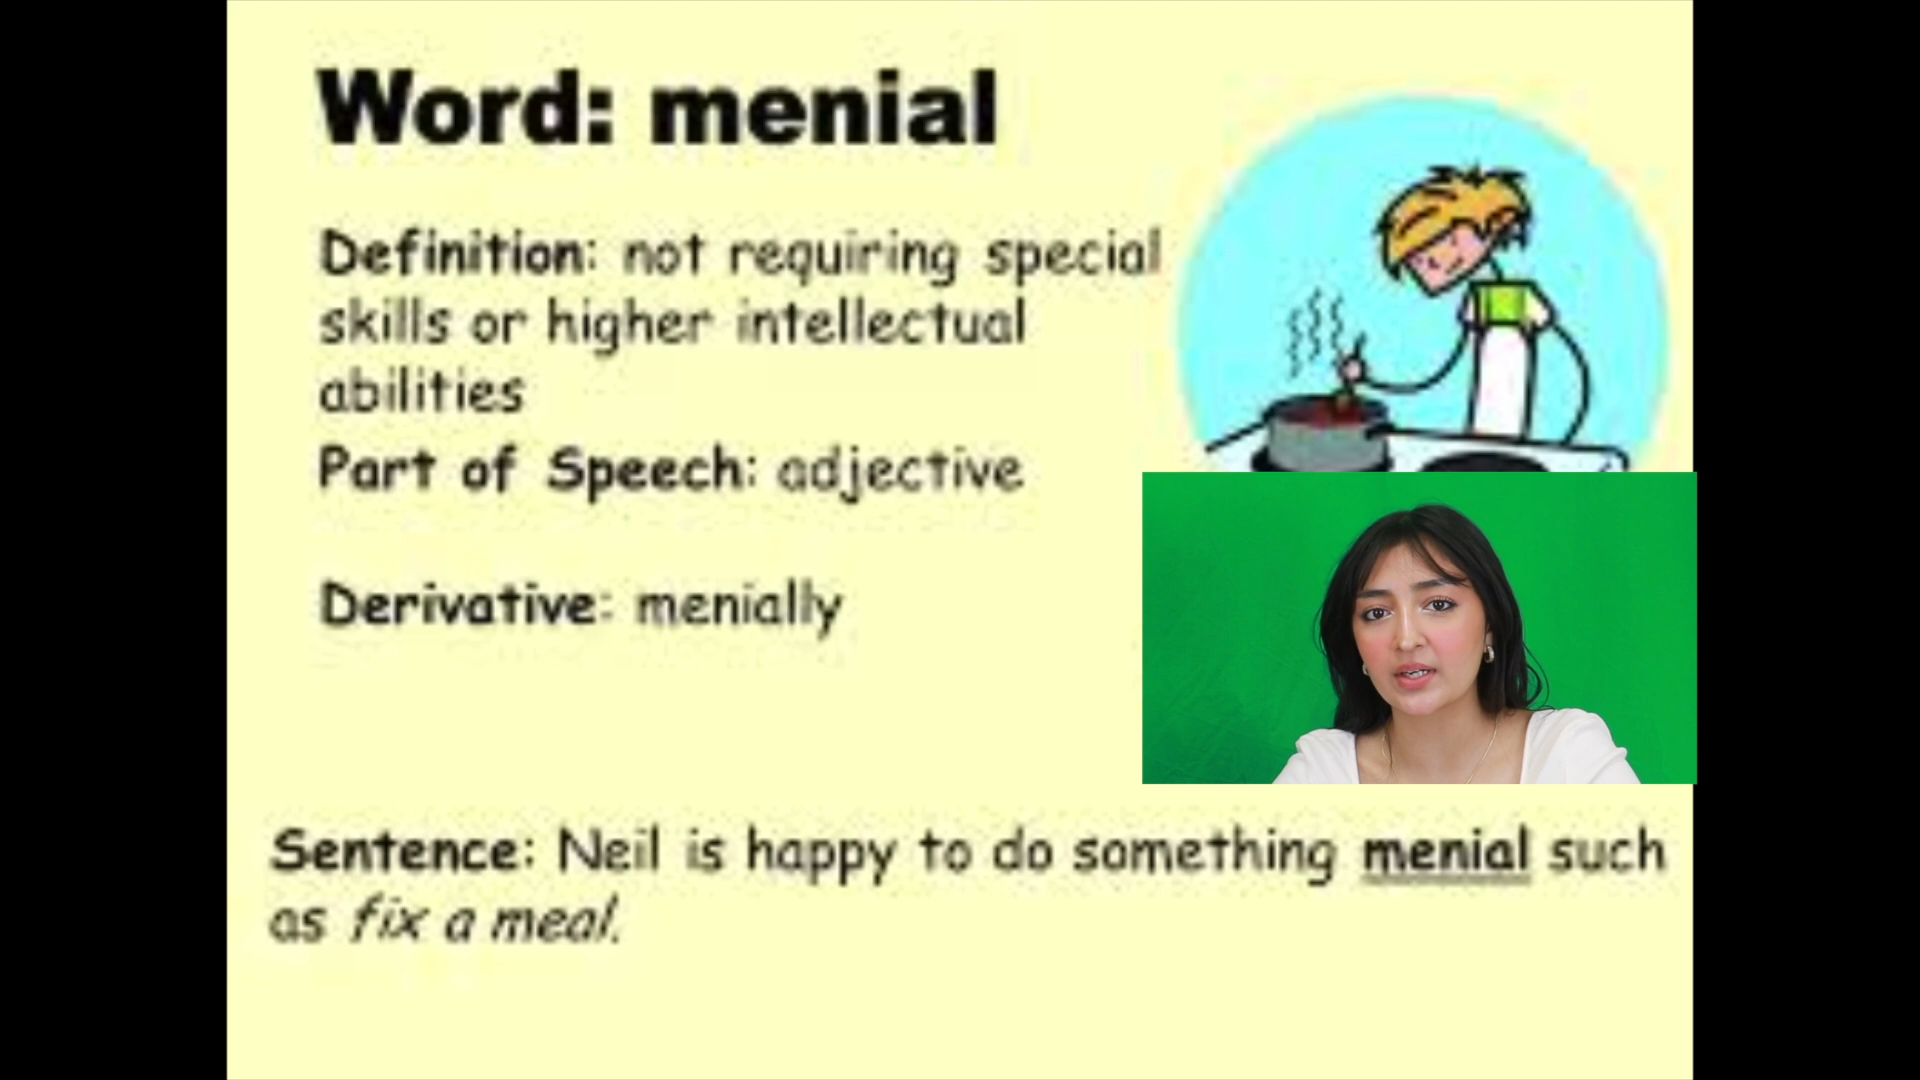 Word: menial
Definition: not requiring special
skills or higher intellectual
abilities
Part of Speech: adjective
Derivative: menially
Sentence: Neil is happy to do something menial such
as fix a meal.